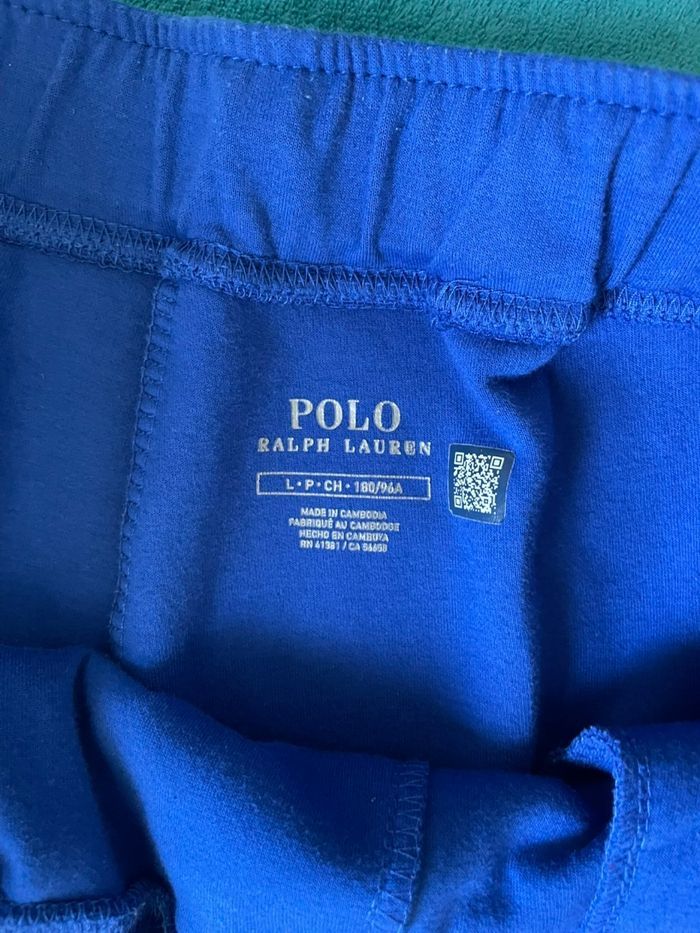 POLO
RALPH LAUREN
L • P • CH • 180/96A
MADE IN CAMBODIA
FABRIQUÉ AU CAMBODGE
HECHO EN CAMBOYA
RN 41381 / CA 56658